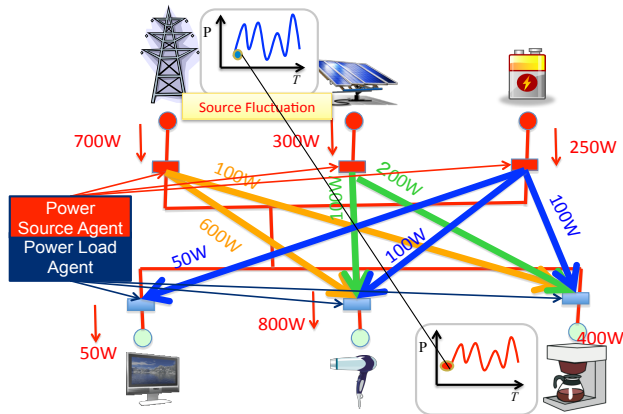 P
T
Source Fluctuation
700W
300W
250W
100W
200W
100W
600W
100W
100W
50W
Power
Source Agent
Power Load
Agent
50W
800W
400W
P
T